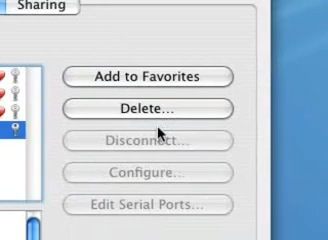 Sharing
Add to Favorites
Delete...
Disconnect...
Configure...
Edit Serial Ports...